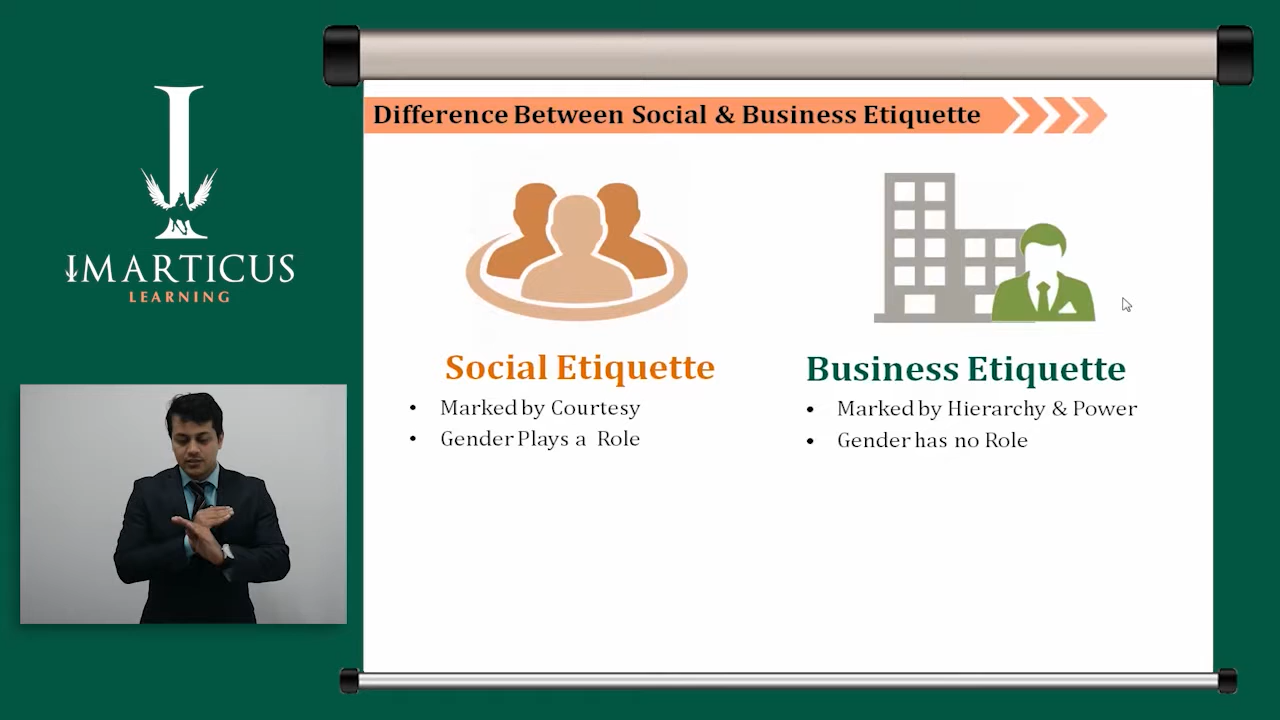 IMARTICUS
LEARNING
Difference Between Social & Business Etiquette
Social Etiquette
• Marked by Courtesy
• Gender Plays a Role
Business Etiquette
• Marked by Hierarchy & Power
• Gender has no Role